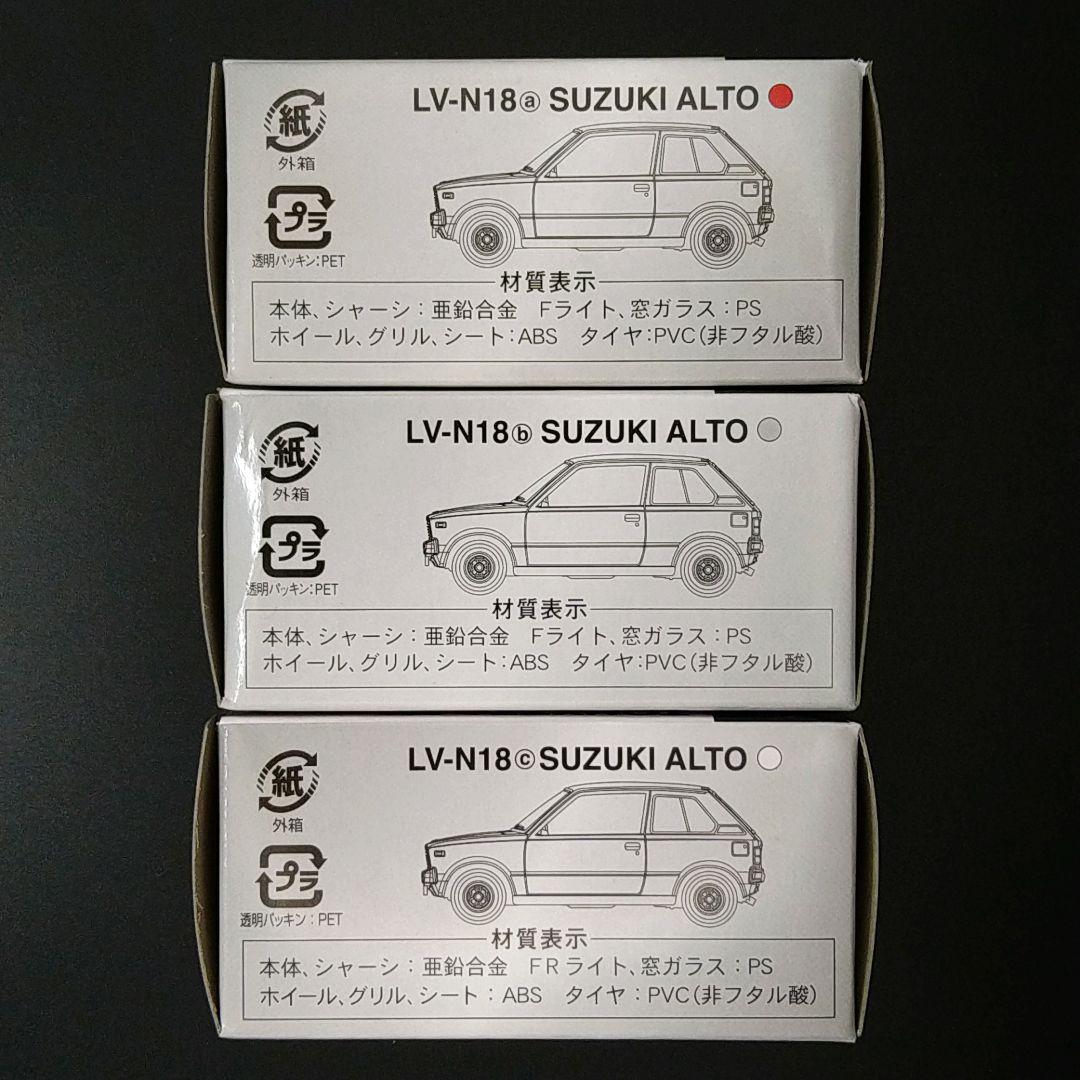 LV-N18ⓐ SUZUKI ALTO
紙
外箱
プラ
透明パッキン:PET
材質表示
本体、シャーシ:亜鉛合金 Fライト、窓ガラス:PS
ホイール、グリル、シート:ABS タイヤ:PVC(非フタル酸)
LV-N18ⓑ SUZUKI ALTO
紙
外箱
プラ
透明パッキン:PET
材質表示
本体、シャーシ:亜鉛合金 Fライト、窓ガラス:PS
ホイール、グリル、シート:ABS タイヤ:PVC(非フタル酸)
LV-N18ⓒ SUZUKI ALTO
紙
外箱
プラ
透明パッキン:PET
材質表示
本体、シャーシ:亜鉛合金 FRライト、窓ガラス:PS
ホイール、グリル、シート:ABS タイヤ:PVC(非フタル酸)